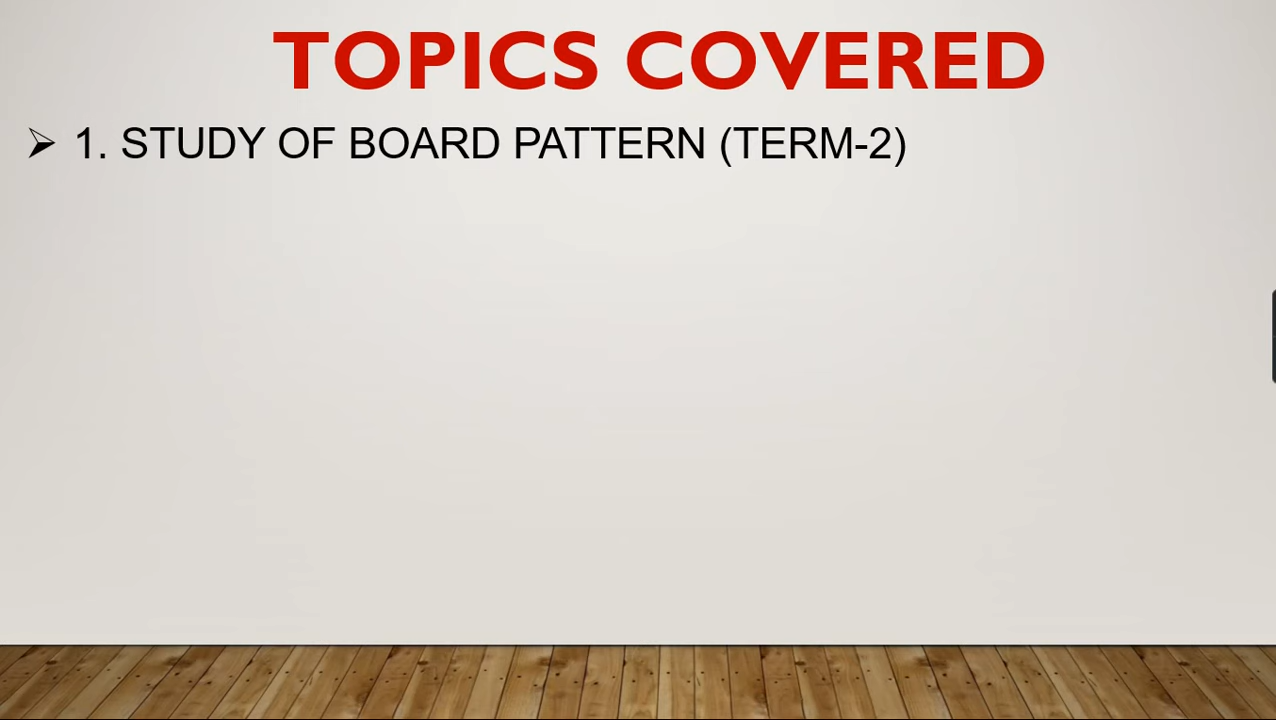 TOPICS COVERED
➢ 1. STUDY OF BOARD PATTERN (TERM-2)